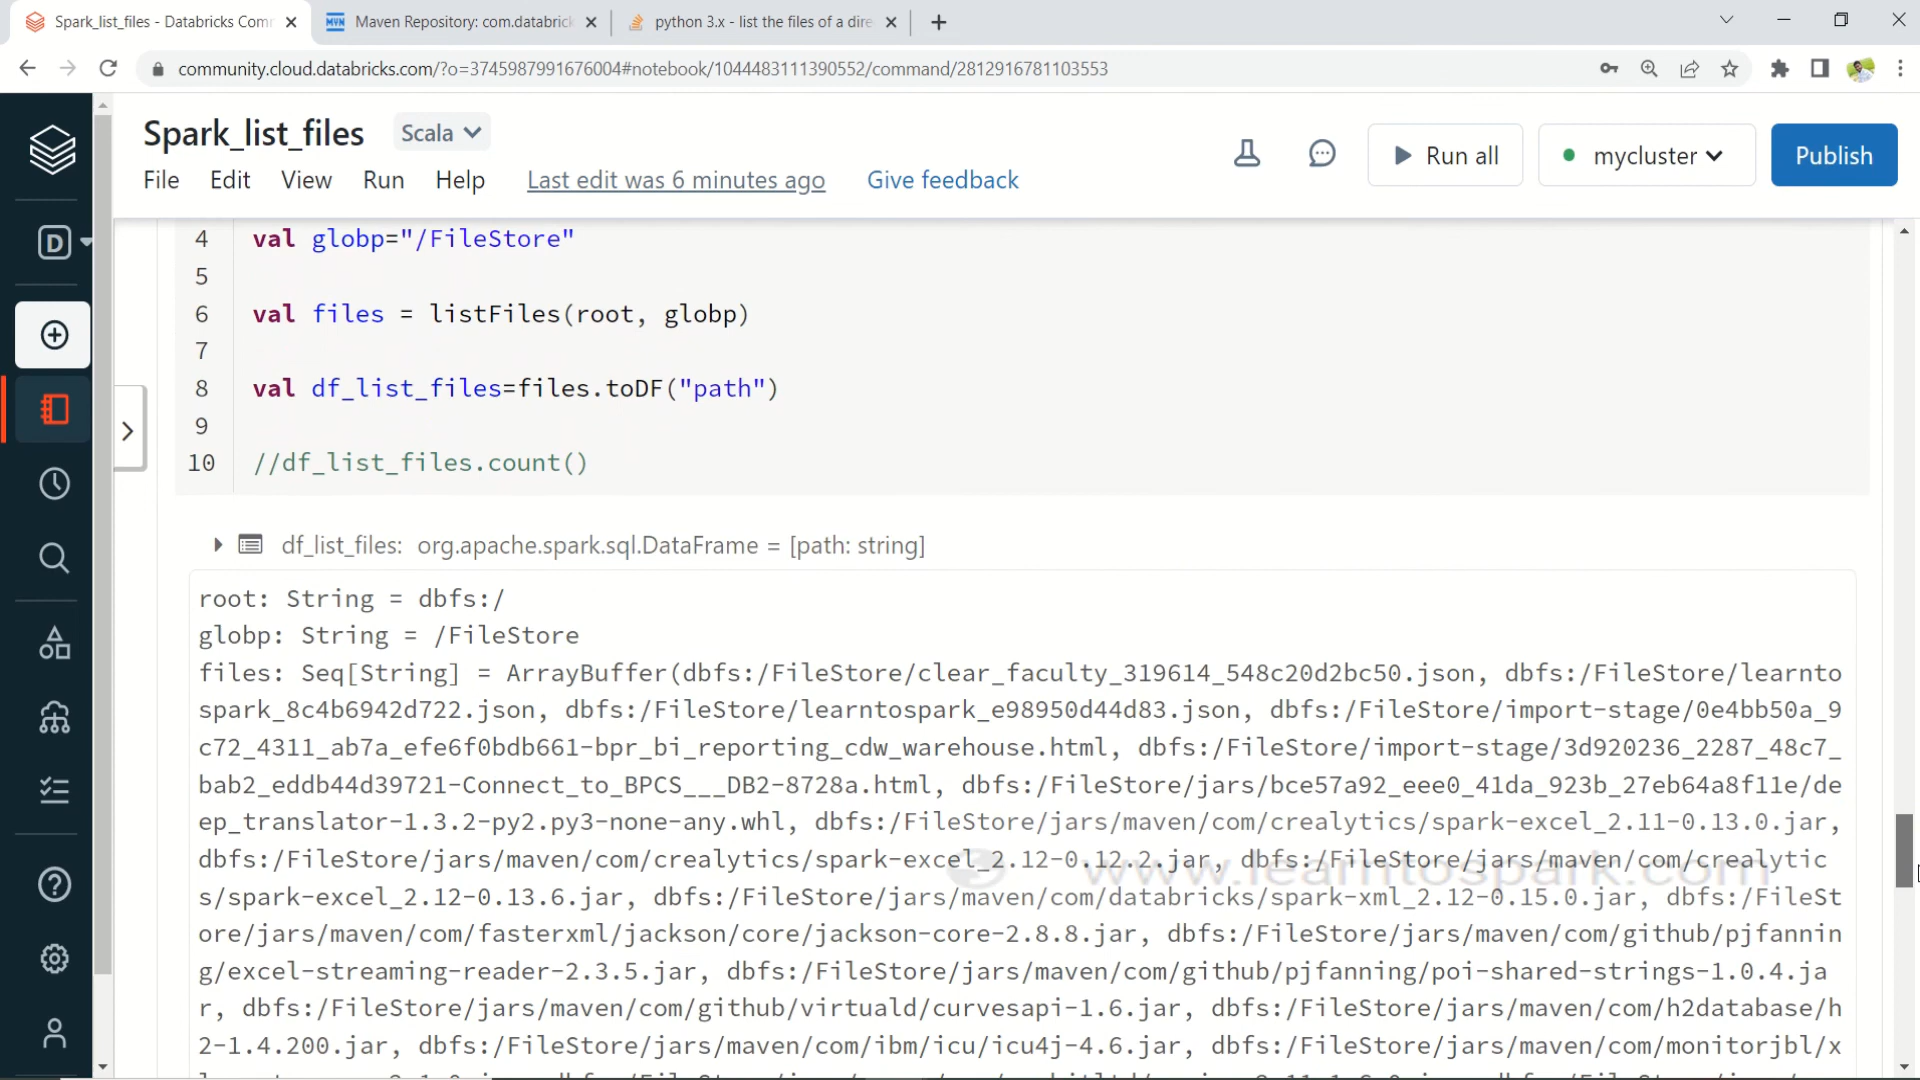 Spark_list_files - Databricks Com
Maven Repository: com.databrick
python 3.x - list the files of a dire
community.cloud.databricks.com/?o=3745987991676004#notebook/1044483111390552/command/2812916781103553
Spark_list_files
Scala
Run all
mycluster
Publish
File Edit View Run Help Last edit was 6 minutes ago Give feedback
D
4 val globp="/FileStore"
5
6 val files = listFiles(root, globp)
7
8 val df_list_files=files.toDF("path")
9
10 //df_list_files.count()
df_list_files: org.apache.spark.sql.DataFrame = [path: string]
root: String = dbfs:/
globp: String = /FileStore
files: Seq[String] = ArrayBuffer(dbfs:/FileStore/clear_faculty_319614_548c20d2bc50.json, dbfs:/FileStore/learnto
spark_8c4b6942d722.json, dbfs:/FileStore/learntospark_e98950d44d83.json, dbfs:/FileStore/import-stage/0e4bb50a_9
c72_4311_ab7a_efe6f0bdb661-bpr_bi_reporting_cdw_warehouse.html, dbfs:/FileStore/import-stage/3d920236_2287_48c7_
bab2_eddb44d39721-Connect_to_BPCS___DB2-8728a.html, dbfs:/FileStore/jars/bce57a92_eee0_41da_923b_27eb64a8f11e/de
ep_translator-1.3.2-py2.py3-none-any.whl, dbfs:/FileStore/jars/maven/com/crealytics/spark-excel_2.11-0.13.0.jar,
dbfs:/FileStore/jars/maven/com/crealytics/spark-excel_2.12-0.12.2.jar, dbfs:/FileStore/jars/maven/com/crealytic
www.learntospark.com
s/spark-excel_2.12-0.13.6.jar, dbfs:/FileStore/jars/maven/com/databricks/spark-xml_2.12-0.15.0.jar, dbfs:/FileSt
ore/jars/maven/com/fasterxml/jackson/core/jackson-core-2.8.8.jar, dbfs:/FileStore/jars/maven/com/github/pjfannin
g/excel-streaming-reader-2.3.5.jar, dbfs:/FileStore/jars/maven/com/github/pjfanning/poi-shared-strings-1.0.4.ja
r, dbfs:/FileStore/jars/maven/com/github/virtuald/curvesapi-1.6.jar, dbfs:/FileStore/jars/maven/com/h2database/h
2-1.4.200.jar, dbfs:/FileStore/jars/maven/com/ibm/icu/icu4j-4.6.jar, dbfs:/FileStore/jars/maven/com/monitorjbl/x